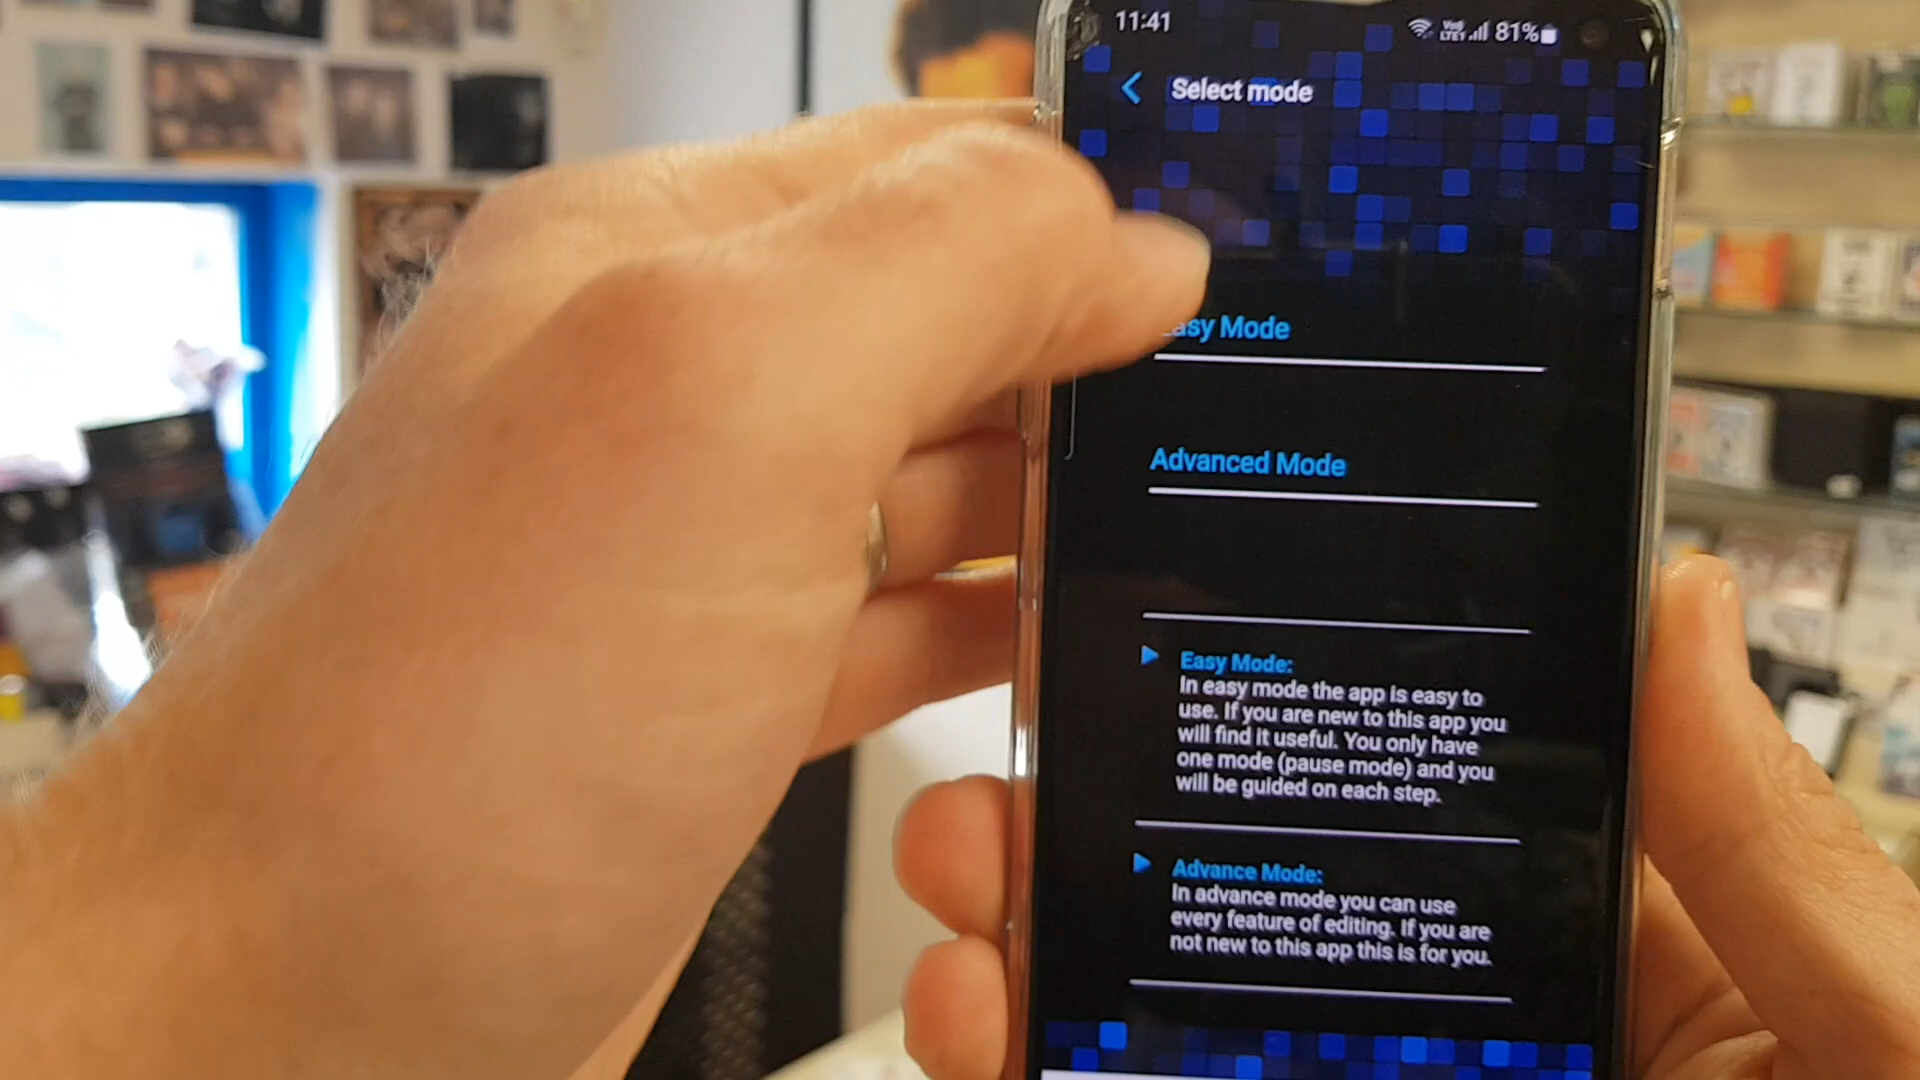 11:41
81%
Select mode
asy Mode
Advanced Mode
Easy Mode:
In easy mode the app is easy to
use. If you are new to this app you
will find it useful. You only have
one mode (pause mode) and you
will be guided on each step.
Advance Mode:
In advance mode you can use
every feature of editing. If you are
not new to this app this is for you.